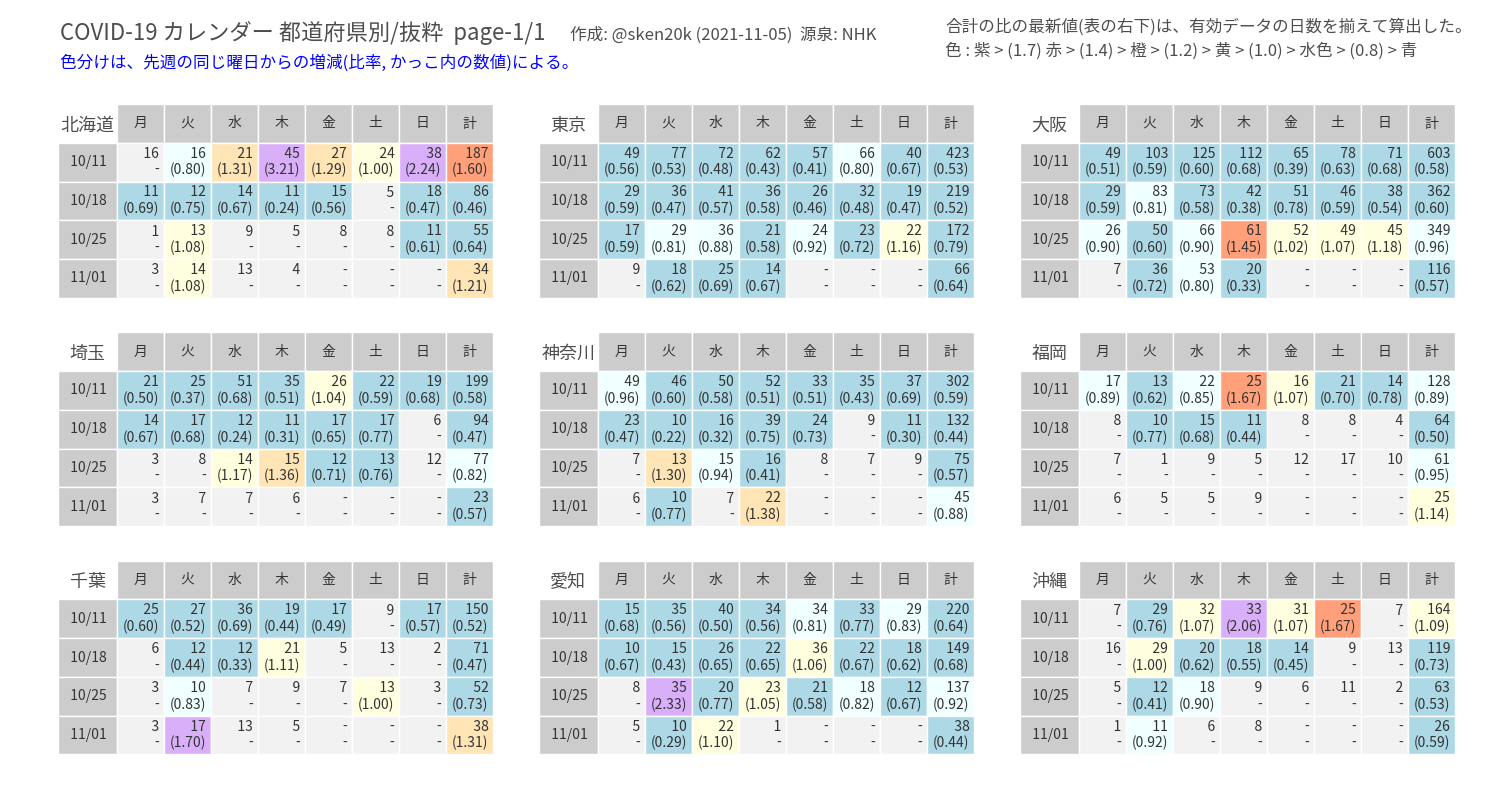 COVID-19 カレンダー 都道府県別/抜粋 page-1/1 作成: @sken20k (2021-11-05) 源泉: NHK
合計の比の最新値(表の右下)は、有効データの日数を揃えて算出した。
色分けは、先週の同じ曜日からの増減(比率, かっこ内の数値)による。
色 : 紫 > (1.7) 赤 > (1.4) 橙 > (1.2) 黄 > (1.0) > 水色 > (0.8) > 青
北海道 月 火 水 木 金 土 日 計
10/11 16 16 21 45 27 24 38 187
- (0.80) (1.31) (3.21) (1.29) (1.00) (2.24) (1.60)
10/18 11 12 14 11 15 5 18 86
(0.69) (0.75) (0.67) (0.24) (0.56) - (0.47) (0.46)
10/25 1 13 9 5 8 8 11 55
- (1.08) - - - - (0.61) (0.64)
11/01 3 14 13 4 - - - 34
- (1.08) - - - - - (1.21)
東京 月 火 水 木 金 土 日 計
10/11 49 77 72 62 57 66 40 423
(0.56) (0.53) (0.48) (0.43) (0.41) (0.80) (0.67) (0.53)
10/18 29 36 41 36 26 32 19 219
(0.59) (0.47) (0.57) (0.58) (0.46) (0.48) (0.47) (0.52)
10/25 17 29 36 21 24 23 22 172
(0.59) (0.81) (0.88) (0.58) (0.92) (0.72) (1.16) (0.79)
11/01 9 18 25 14 - - - 66
- (0.62) (0.69) (0.67) - - - (0.64)
大阪 月 火 水 木 金 土 日 計
10/11 49 103 125 112 65 78 71 603
(0.51) (0.59) (0.60) (0.68) (0.39) (0.63) (0.68) (0.58)
10/18 29 83 73 42 51 46 38 362
(0.59) (0.81) (0.58) (0.38) (0.78) (0.59) (0.54) (0.60)
10/25 26 50 66 61 52 49 45 349
(0.90) (0.60) (0.90) (1.45) (1.02) (1.07) (1.18) (0.96)
11/01 7 36 53 20 - - - 116
- (0.72) (0.80) (0.33) - - - (0.57)
埼玉 月 火 水 木 金 土 日 計
10/11 21 25 51 35 26 22 19 199
(0.50) (0.37) (0.68) (0.51) (1.04) (0.59) (0.68) (0.58)
10/18 14 17 12 11 17 17 6 94
(0.67) (0.68) (0.24) (0.31) (0.65) (0.77) - (0.47)
10/25 3 8 14 15 12 13 12 77
- - (1.17) (1.36) (0.71) (0.76) - (0.82)
11/01 3 7 7 6 - - - 23
- - - - - - - (0.57)
神奈川 月 火 水 木 金 土 日 計
10/11 49 46 50 52 33 35 37 302
(0.96) (0.60) (0.58) (0.51) (0.51) (0.43) (0.69) (0.59)
10/18 23 10 16 39 24 9 11 132
(0.47) (0.22) (0.32) (0.75) (0.73) - (0.30) (0.44)
10/25 7 13 15 16 8 7 9 75
- (1.30) (0.94) (0.41) - - - (0.57)
11/01 6 10 7 22 - - - 45
- (0.77) - (1.38) - - - (0.88)
福岡 月 火 水 木 金 土 日 計
10/11 17 13 22 25 16 21 14 128
(0.89) (0.62) (0.85) (1.67) (1.07) (0.70) (0.78) (0.89)
10/18 8 10 15 11 8 8 4 64
- (0.77) (0.68) (0.44) - - - (0.50)
10/25 7 1 9 5 12 17 10 61
- - - - - - - (0.95)
11/01 6 5 5 9 - - - 25
- - - - - - - (1.14)
千葉 月 火 水 木 金 土 日 計
10/11 25 27 36 19 17 9 17 150
(0.60) (0.52) (0.69) (0.44) (0.49) - (0.57) (0.52)
10/18 6 12 12 21 5 13 2 71
- (0.44) (0.33) (1.11) - - - (0.47)
10/25 3 10 7 9 7 13 3 52
- (0.83) - - - (1.00) - (0.73)
11/01 3 17 13 5 - - - 38
- (1.70) - - - - - (1.31)
愛知 月 火 水 木 金 土 日 計
10/11 15 35 40 34 34 33 29 220
(0.68) (0.56) (0.50) (0.56) (0.81) (0.77) (0.83) (0.64)
10/18 10 15 26 22 36 22 18 149
(0.67) (0.43) (0.65) (0.65) (1.06) (0.67) (0.62) (0.68)
10/25 8 35 20 23 21 18 12 137
- (2.33) (0.77) (1.05) (0.58) (0.82) (0.67) (0.92)
11/01 5 10 22 1 - - - 38
- (0.29) (1.10) - - - - (0.44)
沖縄 月 火 水 木 金 土 日 計
10/11 7 29 32 33 31 25 7 164
- (0.76) (1.07) (2.06) (1.07) (1.67) - (1.09)
10/18 16 29 20 18 14 9 13 119
- (1.00) (0.62) (0.55) (0.45) - - (0.73)
10/25 5 12 18 9 6 11 2 63
- (0.41) (0.90) - - - - (0.53)
11/01 1 11 6 8 - - - 26
- (0.92) - - - - - (0.59)